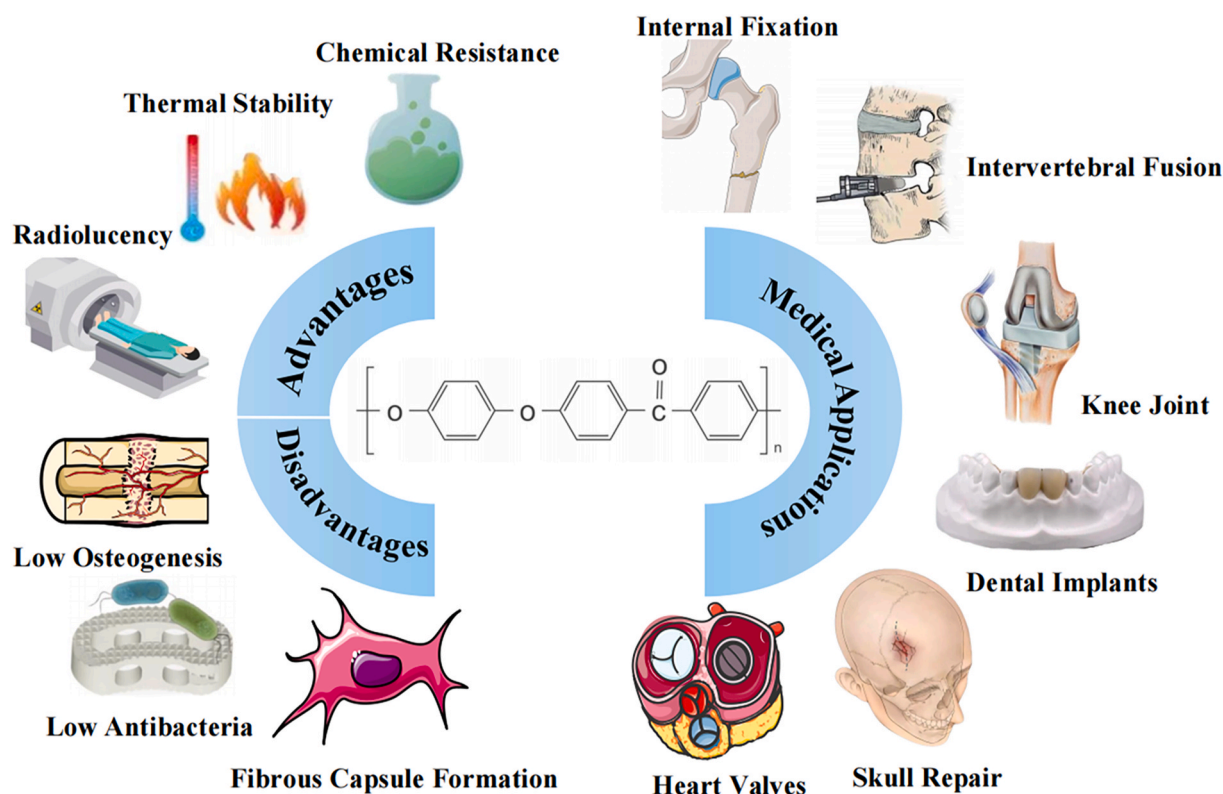 Chemical Resistance
Thermal Stability
Radiolucency
Advantages
Disadvantages
Low Osteogenesis
Low Antibacteria
Fibrous Capsule Formation
O
O
O
C
n
Internal Fixation
Intervertebral Fusion
Knee Joint
Dental Implants
Skull Repair
Heart Valves
Medical Applications